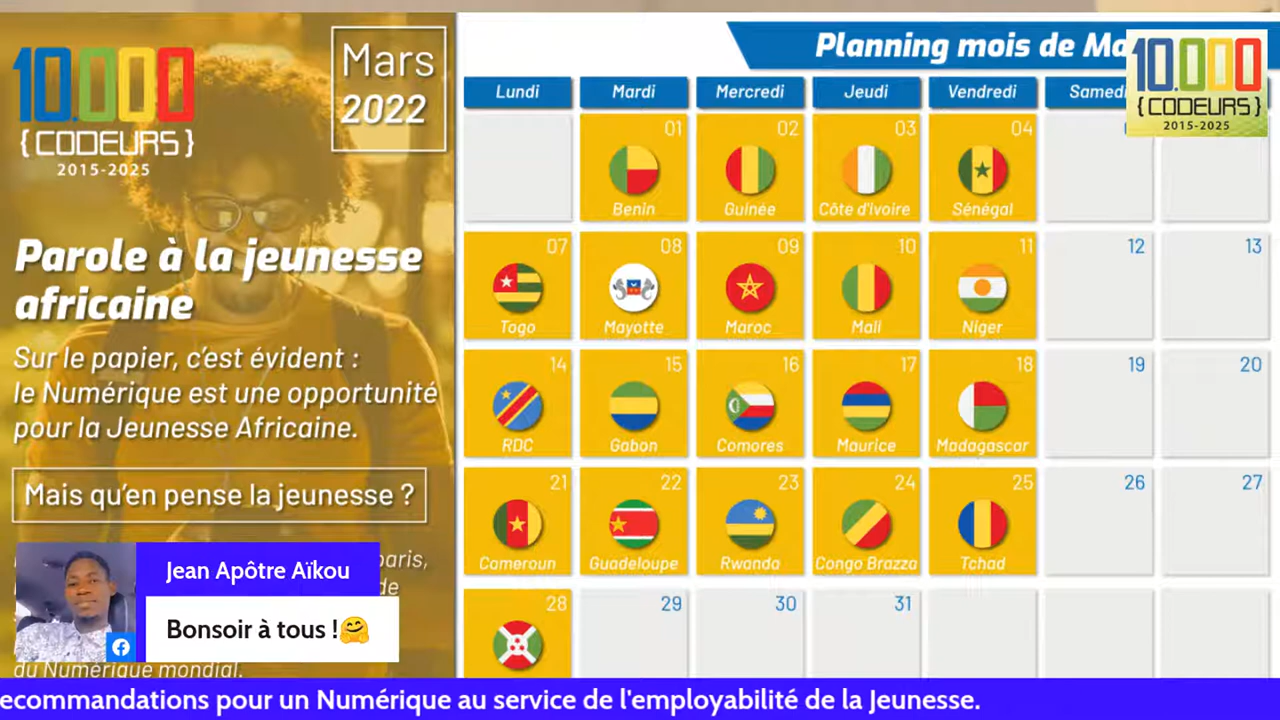 10.000
{CODEURS}
2015-2025
Mars
2022
Parole à la jeunesse
africaine
Sur le papier, c'est évident :
le Numérique est une opportunité
pour la Jeunesse Africaine.
Mais qu'en pense la jeunesse ?
paris,
de
Jean Apôtre Aïkou
Bonsoir à tous !🤗
du Numérique mondial.
Planning mois de Ma
10.000
{CODEURS}
2015-2025
Lundi Mardi Mercredi Jeudi Vendredi Samedi
01 02 03 04
Benin Guinée Côte d'ivoire Sénégal
07 08 09 10 11 12 13
Togo Mayotte Maroc Mali Niger
14 15 16 17 18 19 20
RDC Gabon Comores Maurice Madagascar
21 22 23 24 25 26 27
Cameroun Guadeloupe Rwanda Congo Brazza Tchad
28 29 30 31
ecommandations pour un Numérique au service de l'employabilité de la Jeunesse.